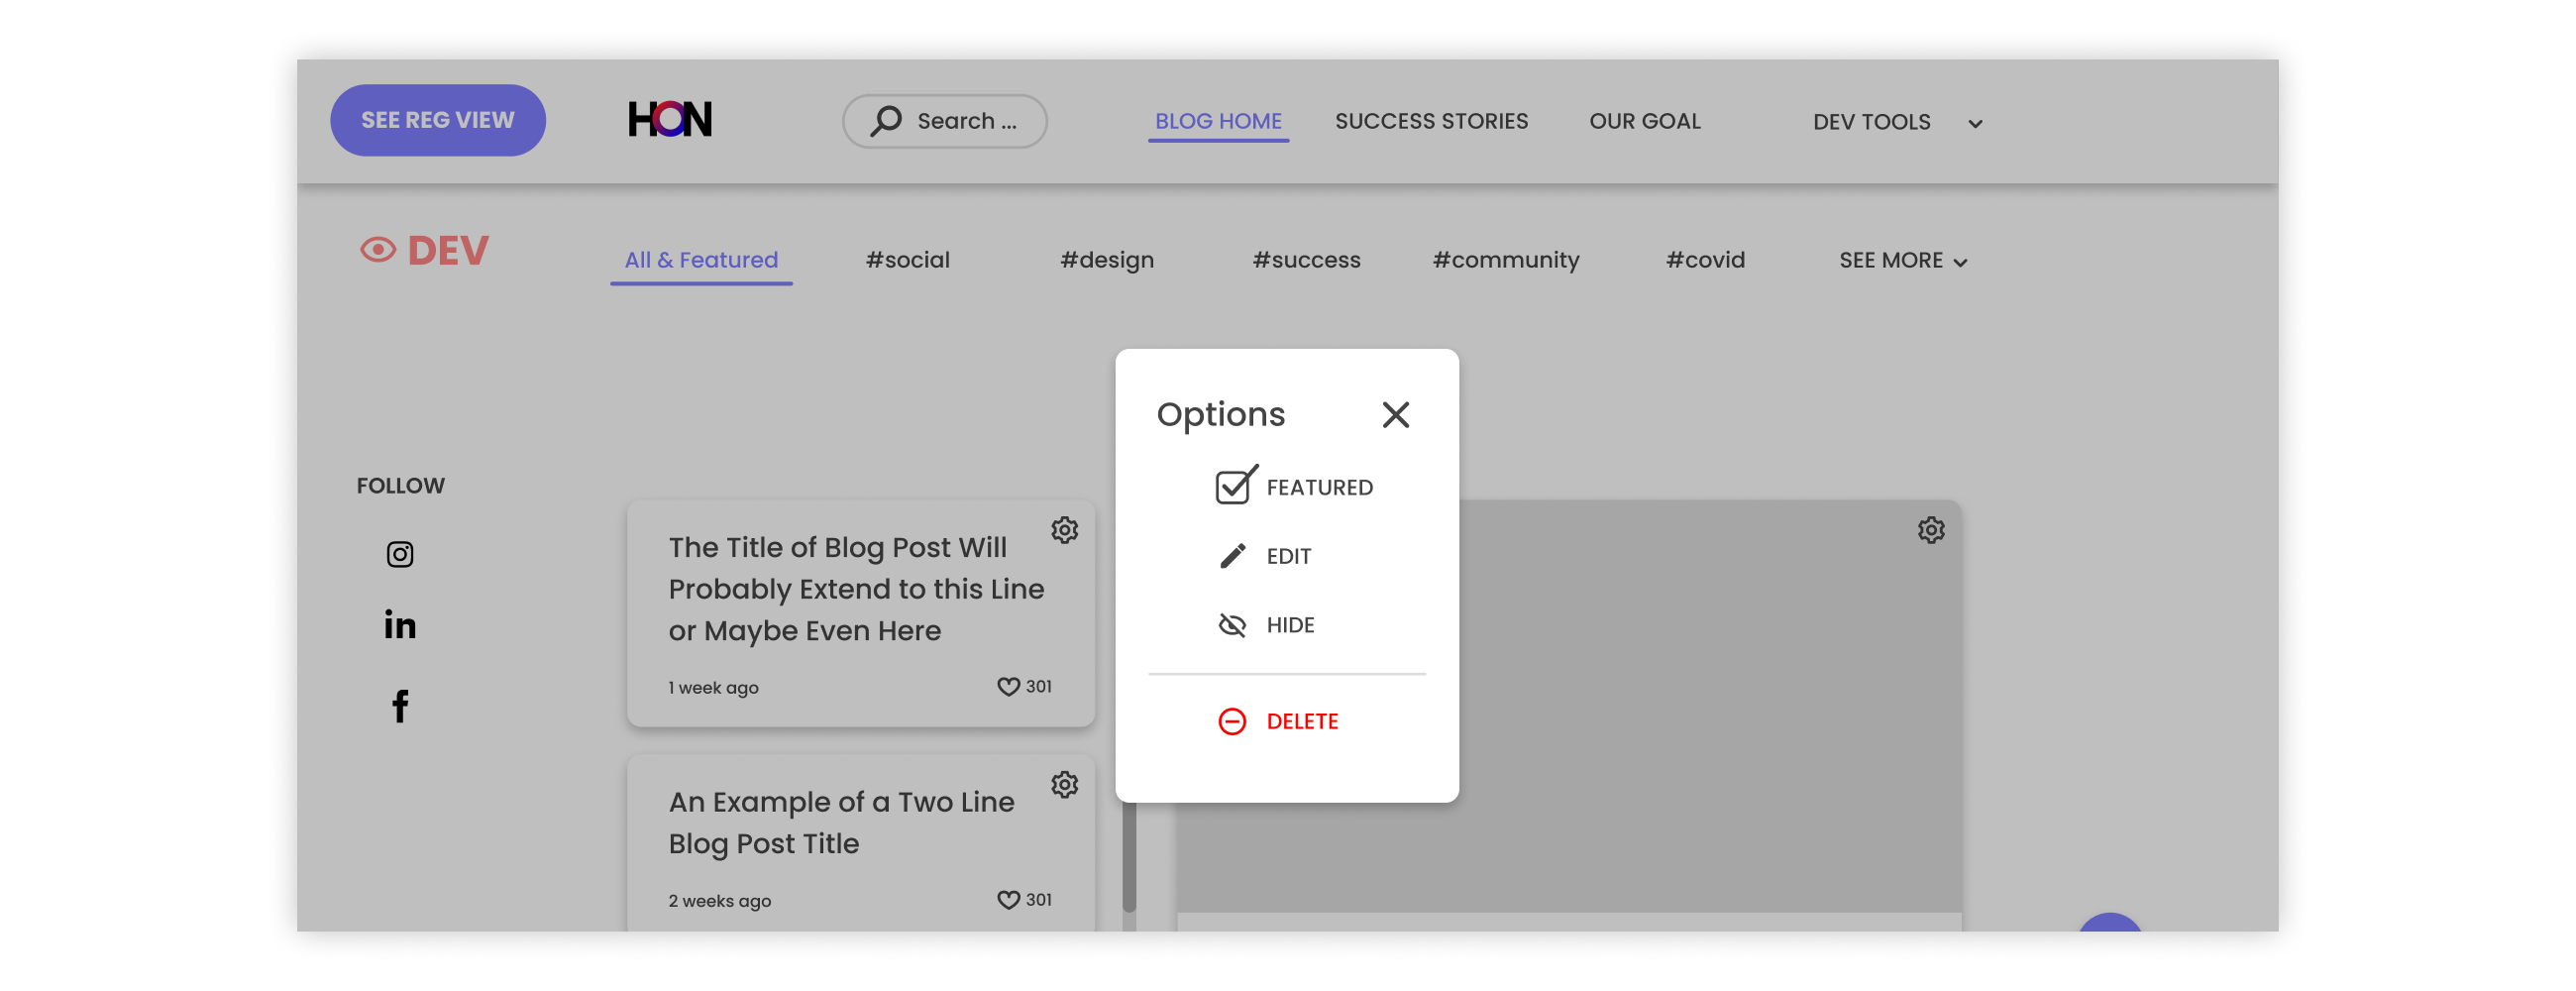 SEE REG VIEW
HON
Search ...
BLOG HOME
SUCCESS STORIES
OUR GOAL
DEV TOOLS
DEV
All & Featured
#social
#design
#success
#community
#covid
SEE MORE
Options
FEATURED
EDIT
HIDE
DELETE
FOLLOW
in
f
The Title of Blog Post Will
Probably Extend to this Line
or Maybe Even Here
1 week ago
301
An Example of a Two Line
Blog Post Title
2 weeks ago
301